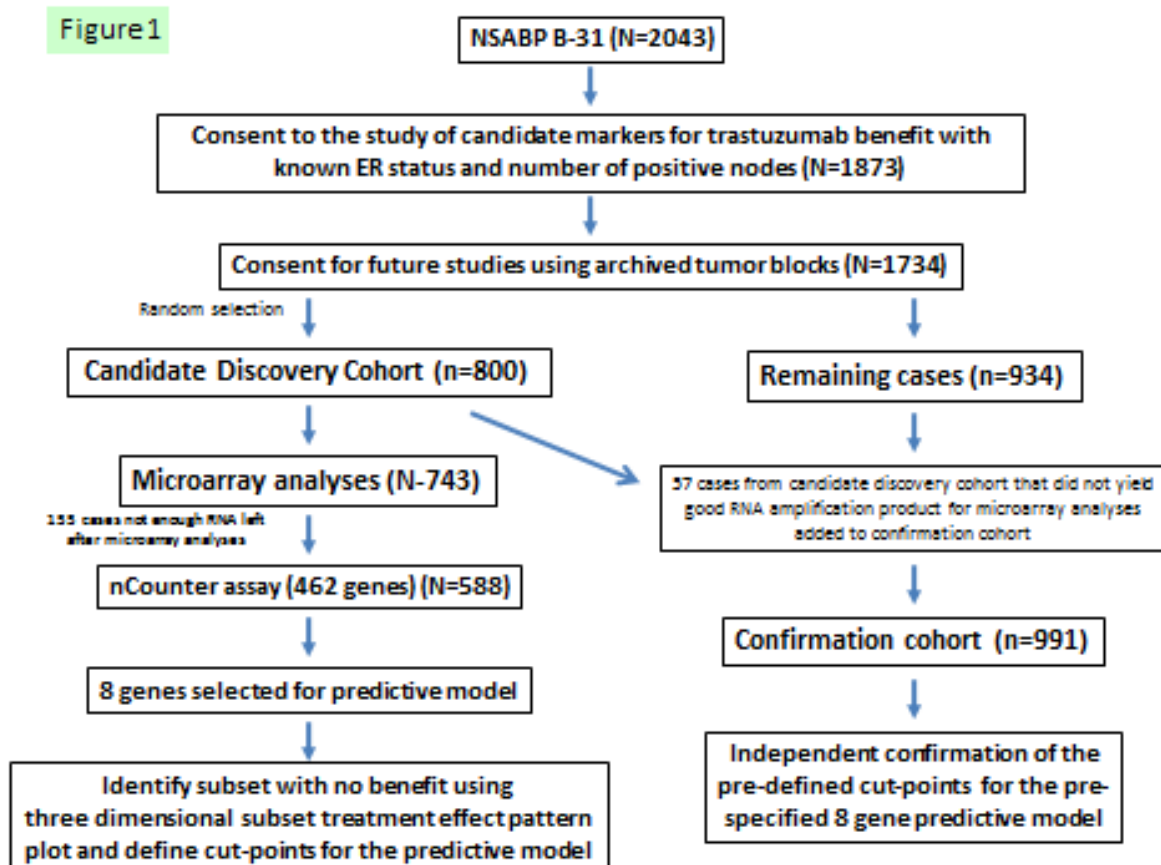 Figure1
NSABP B-31 (N=2043)
Consent to the study of candidate markers for trastuzumab benefit with
known ER status and number of positive nodes (N=1873)
Consent for future studies using archived tumor blocks (N=1734)
Random selection
Candidate Discovery Cohort (n=800)
Remaining cases (n=934)
Microarray analyses (N-743)
57 cases from candidate discovery cohort that did not yield
good RNA amplification product for microarray analyses
added to confirmation cohort
155 cases not enough RNA left
after microarray analyses
nCounter assay (462 genes) (N=588)
Confirmation cohort (n=991)
8 genes selected for predictive model
Independent confirmation of the
pre-defined cut-points for the pre-
specified 8 gene predictive model
Identify subset with no benefit using
three dimensional subset treatment effect pattern
plot and define cut-points for the predictive model